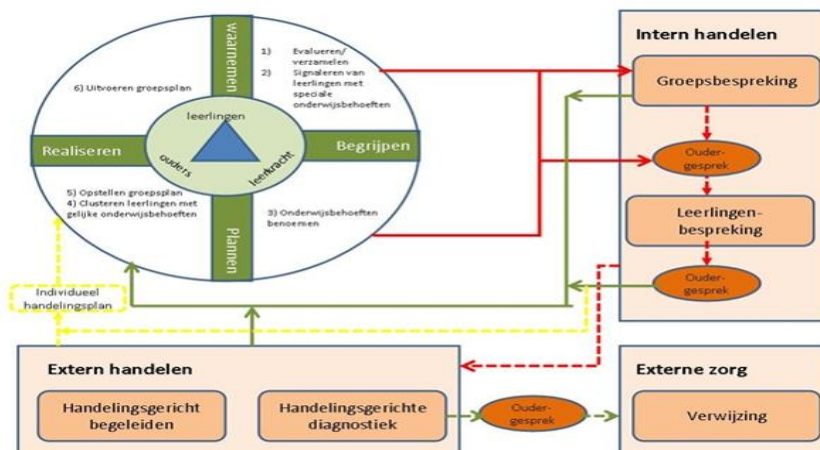 waarnemen
1) Evalueren/
verzamelen
2) Signaleren van
leerlingen met
speciale
onderwijsbehoeften
6) Uitvoeren groepsplan
leerlingen
ouders
leerkracht
Realiseren
Begrijpen
5) Opstellen groepsplan
4) Clusteren leerlingen met
gelijke onderwijsbehoeften
3) Onderwijsbehoeften
benoemen
Plannen
Individueel
handelingsplan
Intern handelen
Groepsbespreking
Ouder-
gesprek
Leerlingen-
bespreking
Ouder-
gesprek
Extern handelen
Handelingsgericht
begeleiden
Handelingsgerichte
diagnostiek
Ouder-
gesprek
Externe zorg
Verwijzing